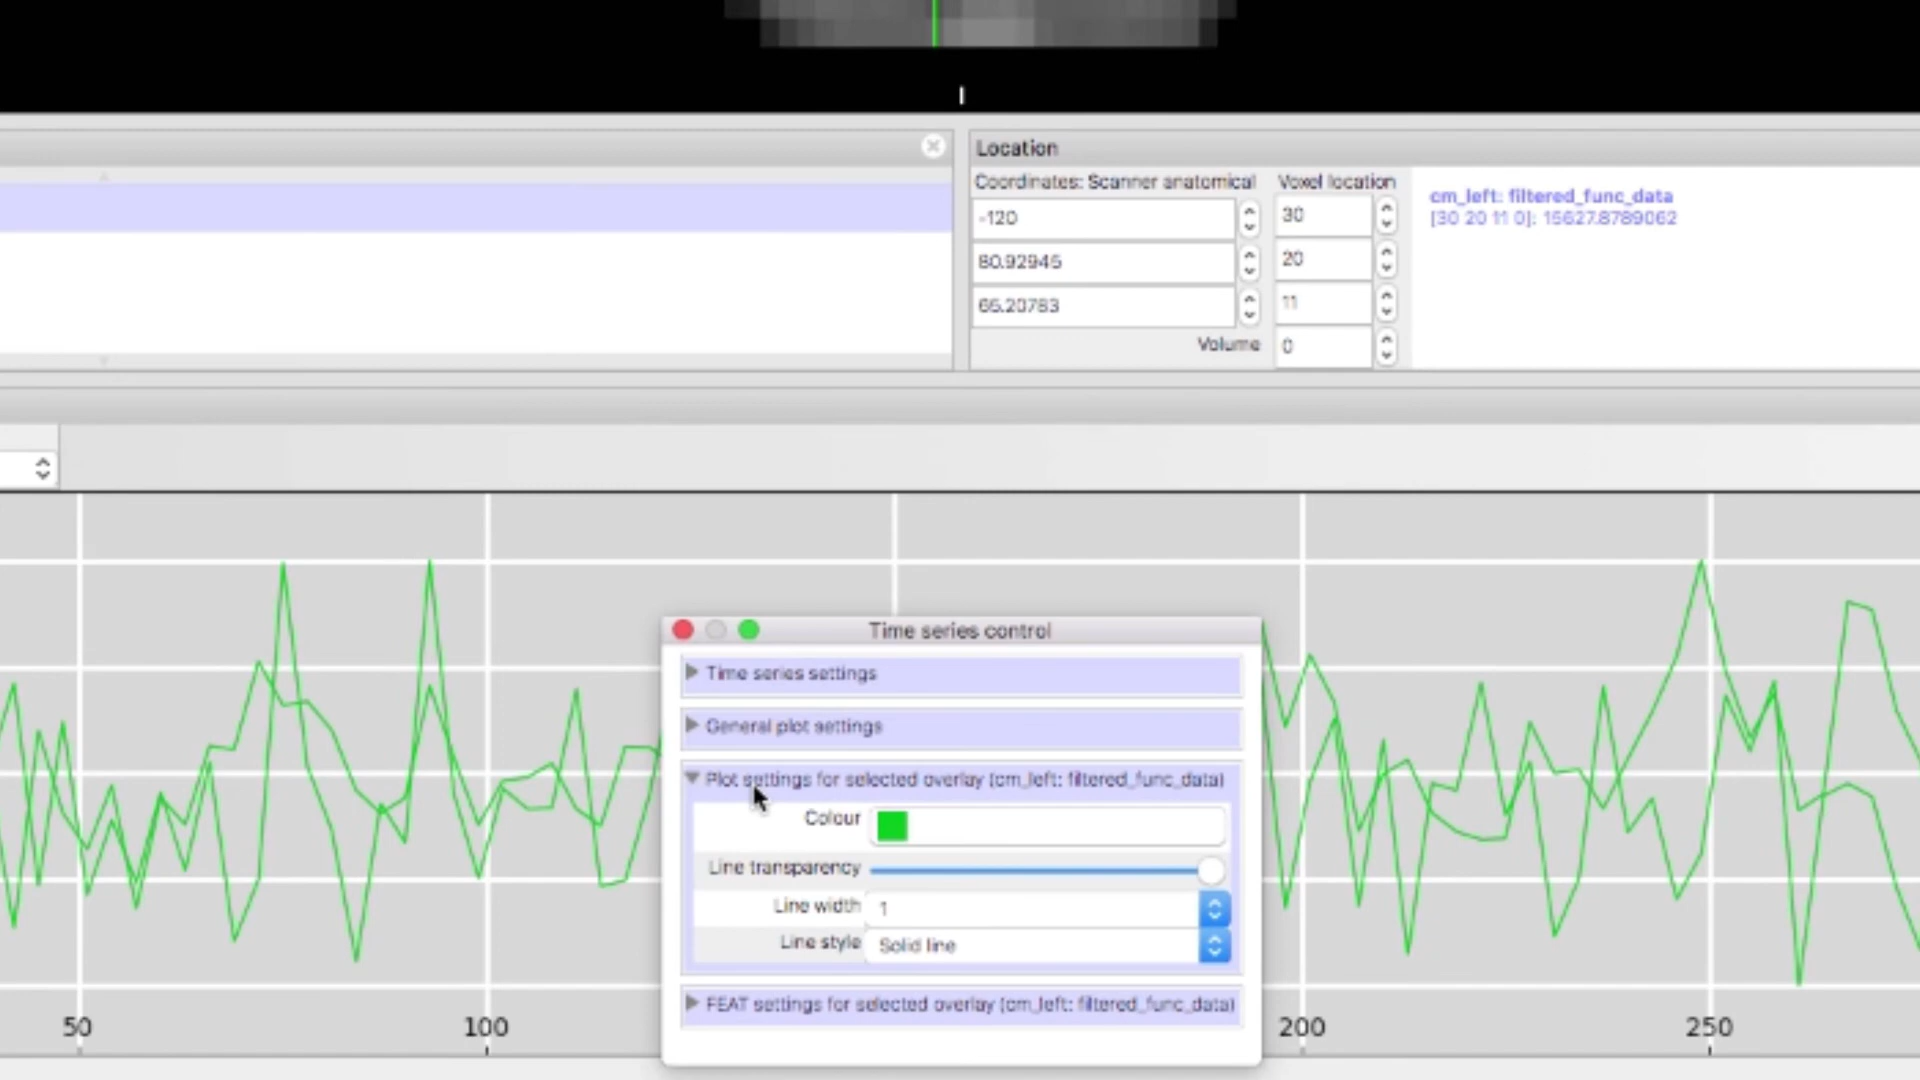 Location
Coordinates: Scanner anatomical
Voxel location
-120
30
80.92945
20
65.20783
11
Volume
0
cm_left: filtered_func_data
[30 20 11 0]: 15627.8789062
Time series control
Time series settings
General plot settings
Plot settings for selected overlay (cm_left: filtered_func_data)
Colour
Line transparency
Line width
1
Line style
Solid line
FEAT settings for selected overlay (cm_left: filtered_func_data)
50
100
200
250